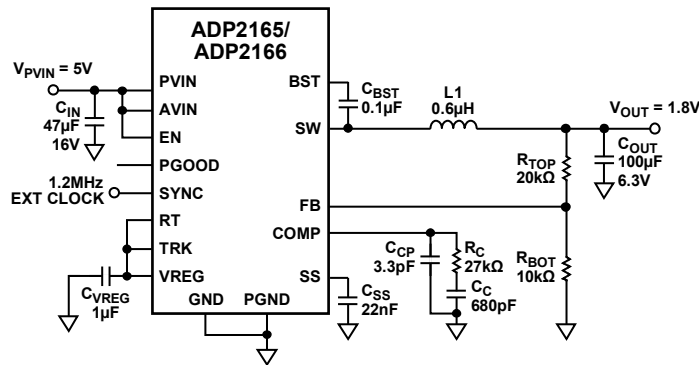 ADP2165/
ADP2166
V_PVIN = 5V
C_IN
47µF
16V
PVIN
AVIN
EN
PGOOD
1.2MHz
EXT CLOCK
SYNC
RT
TRK
VREG
C_VREG
1µF
GND
PGND
BST
SW
FB
COMP
SS
C_BST
0.1µF
L1
0.6µH
V_OUT = 1.8V
C_OUT
100µF
6.3V
R_TOP
20kΩ
R_BOT
10kΩ
C_CP
3.3pF
R_C
27kΩ
C_C
680pF
C_SS
22nF